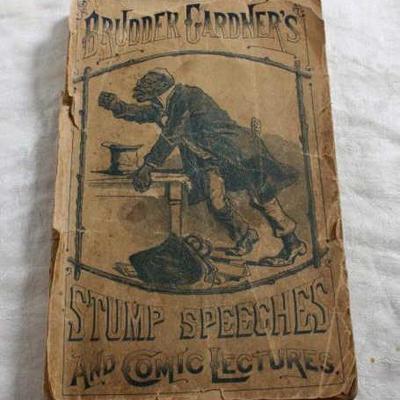 BRUDDER GARDNER'S
STUMP SPEECHES
AND COMIC LECTURES.